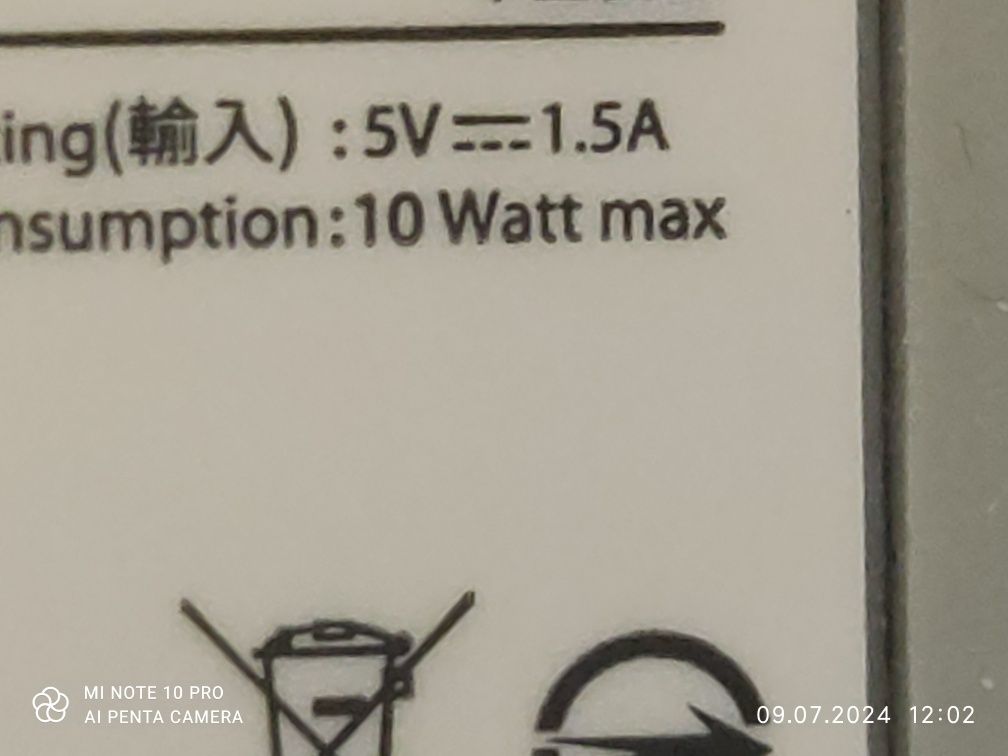 ing(輸入) : 5V⎓1.5A
nsumption:10 Watt max
MI NOTE 10 PRO
AI PENTA CAMERA
09.07.2024 12:02